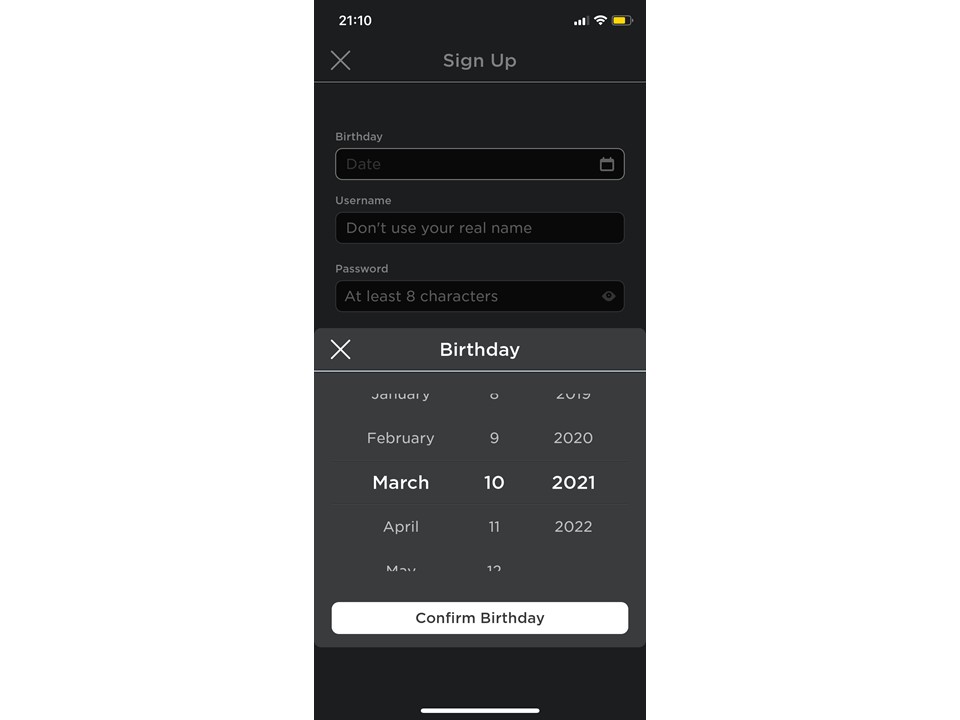 21:10
Sign Up
Birthday
Date
Username
Don't use your real name
Password
At least 8 characters
Birthday
January 8 2019
February 9 2020
March 10 2021
April 11 2022
May 12
Confirm Birthday